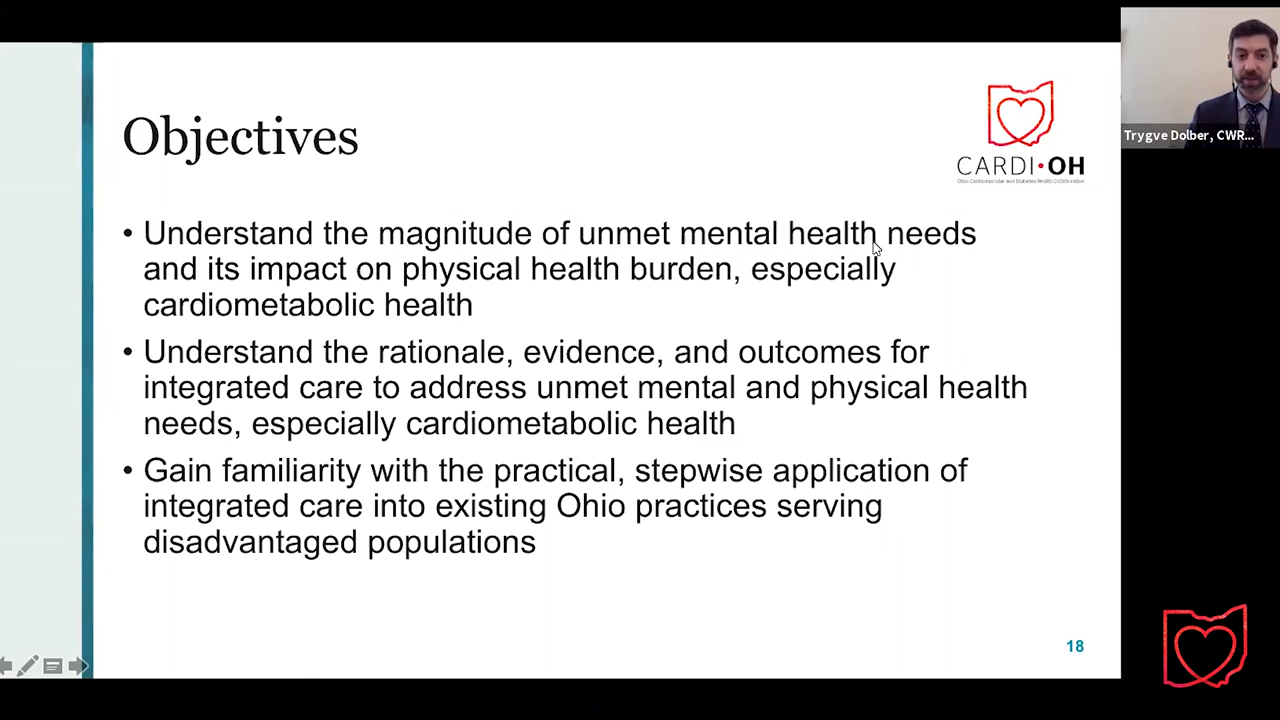 Objectives
CARDI•OH
Ohio Cardiovascular and Diabetes Health Collaborative
• Understand the magnitude of unmet mental health needs
and its impact on physical health burden, especially
cardiometabolic health
• Understand the rationale, evidence, and outcomes for
integrated care to address unmet mental and physical health
needs, especially cardiometabolic health
• Gain familiarity with the practical, stepwise application of
integrated care into existing Ohio practices serving
disadvantaged populations
18
Trygve Dolber, CWR...